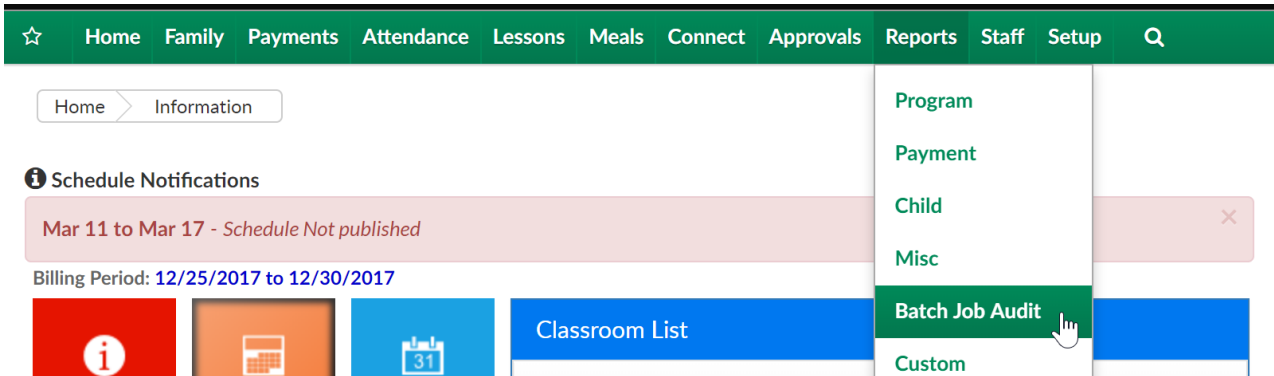 Home Family Payments Attendance Lessons Meals Connect Approvals Reports Staff Setup
Home Information
Schedule Notifications
Mar 11 to Mar 17 - Schedule Not published
Billing Period: 12/25/2017 to 12/30/2017
31
Classroom List
Program
Payment
Child
Misc
Batch Job Audit
Custom